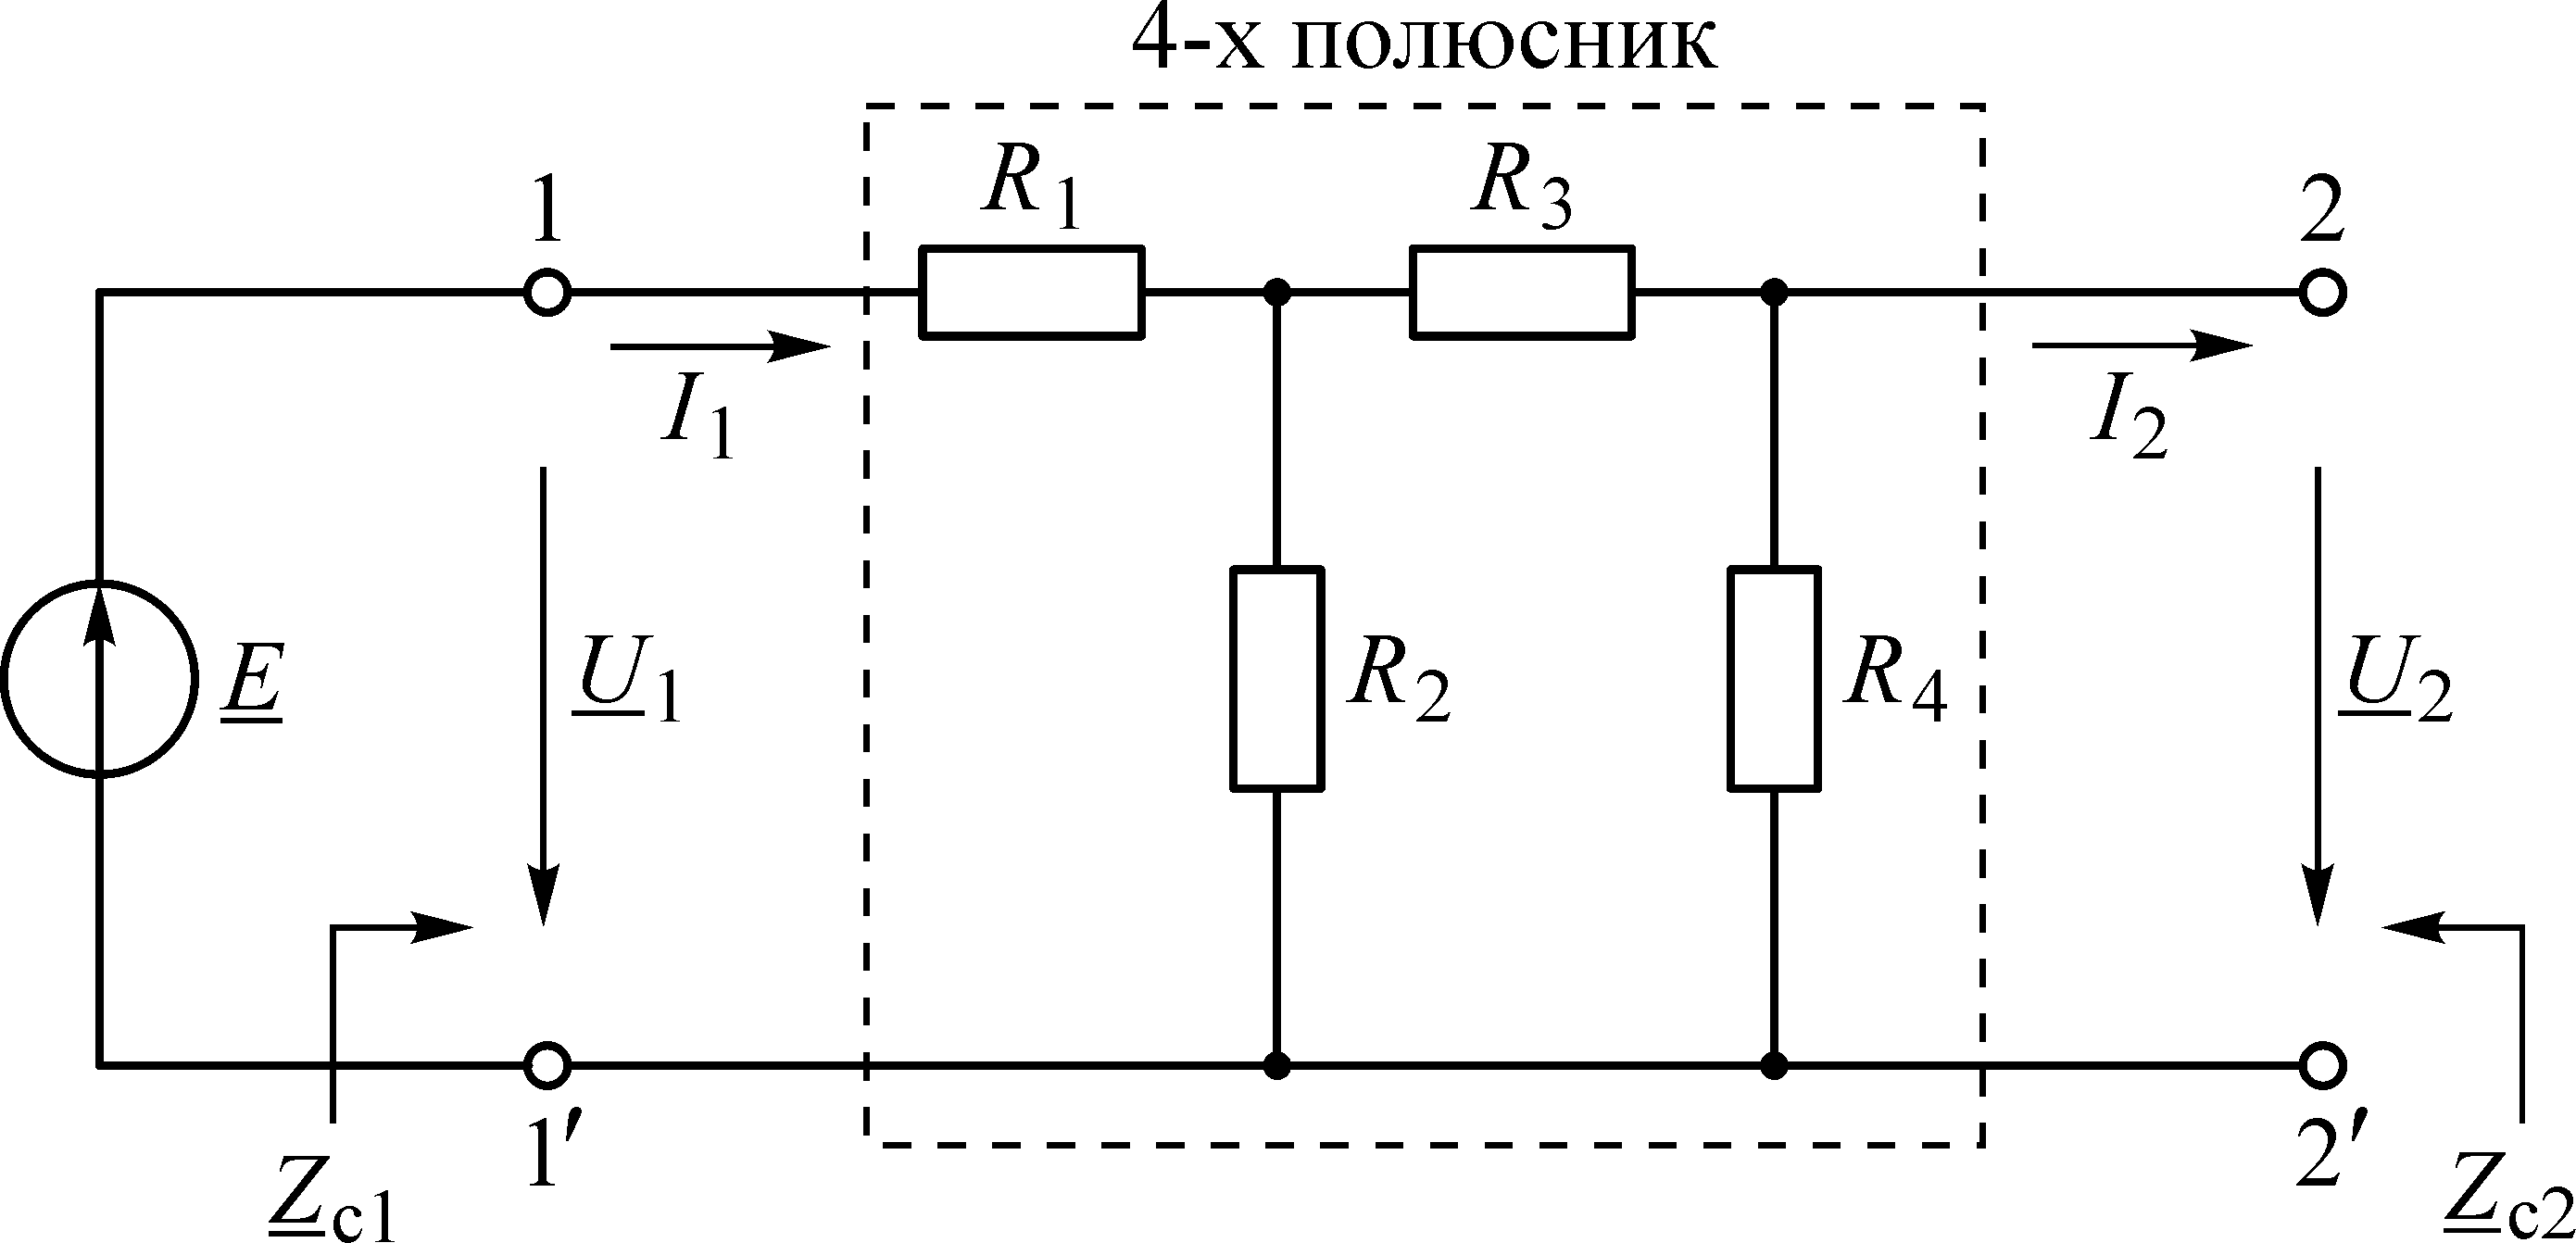 4-х полюсник
R1 R3
1 2
I1 I2
E U1 R2 R4 U2
1′ 2′
Zc1 Zc2